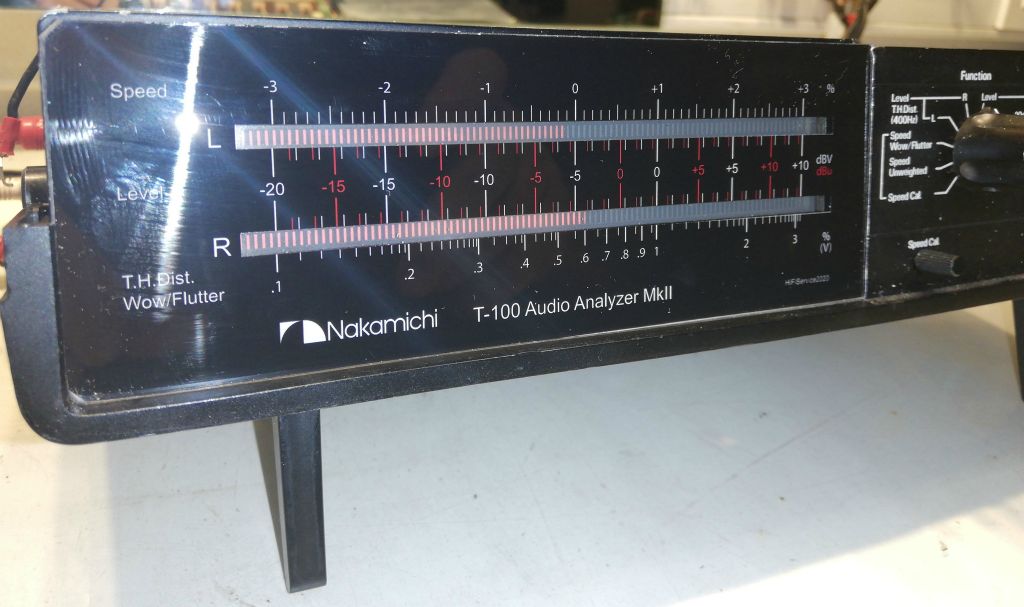 Speed -3 -2 -1 0 +1 +2 +3 %
L
Level -20 -15 -15 -10 -10 -5 -5 0 0 +5 +5 +10 +10 dBV
dBu
R
T.H.Dist. .1 .2 .3 .4 .5 .6 .7 .8 .9 1 2 3 %
(V)
Wow/Flutter
Nakamichi T-100 Audio Analyzer MkII
HiFiService2020
Function
Level
T.H.Dist.
(400Hz)
R
L
Level
Speed
Wow/Flutter
Speed
Unweighted
Speed Cal.
Speed Cal.